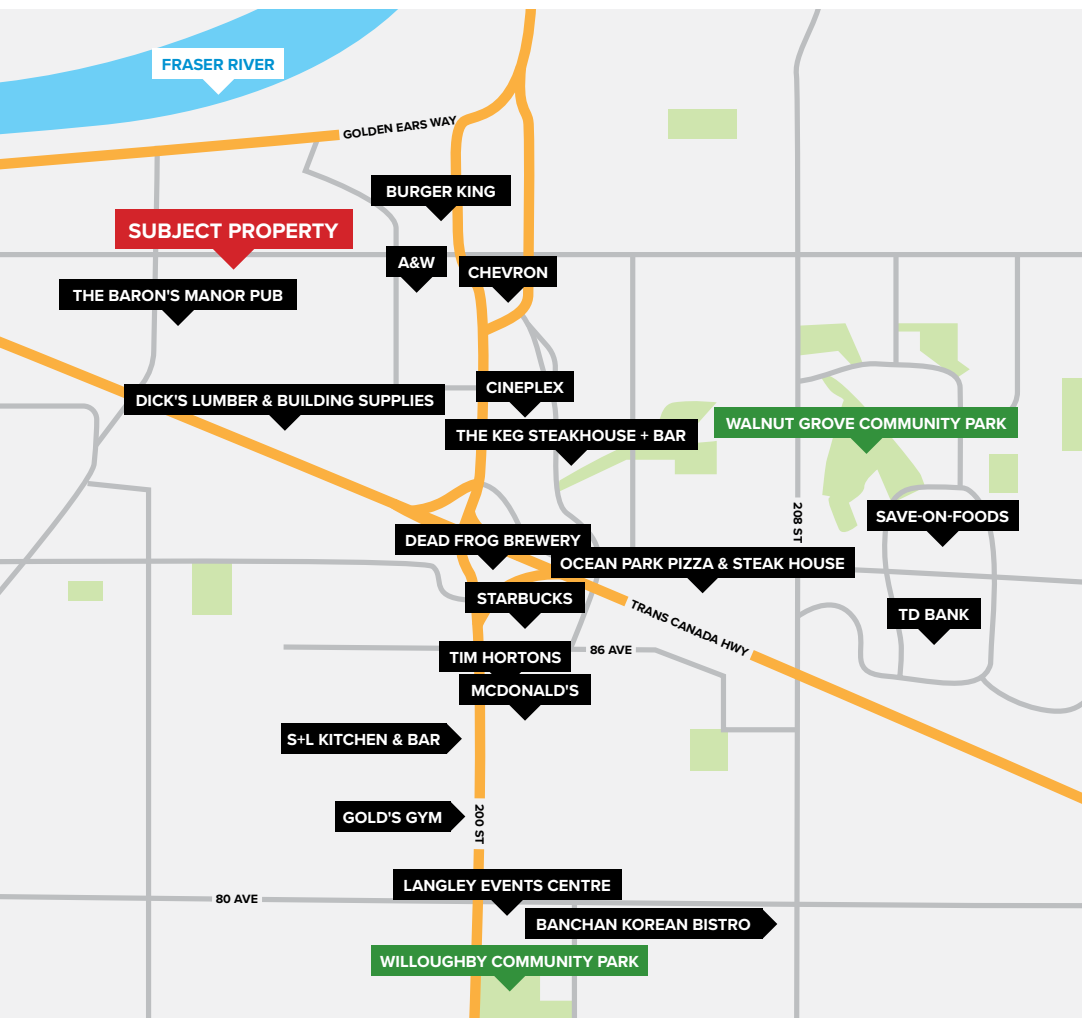 FRASER RIVER
GOLDEN EARS WAY
BURGER KING
SUBJECT PROPERTY
A&W
CHEVRON
THE BARON'S MANOR PUB
CINEPLEX
DICK'S LUMBER & BUILDING SUPPLIES
WALNUT GROVE COMMUNITY PARK
THE KEG STEAKHOUSE + BAR
208 ST
SAVE-ON-FOODS
DEAD FROG BREWERY
OCEAN PARK PIZZA & STEAK HOUSE
STARBUCKS
TD BANK
TRANS CANADA HWY
86 AVE
TIM HORTONS
MCDONALD'S
S+L KITCHEN & BAR
GOLD'S GYM
200 ST
LANGLEY EVENTS CENTRE
80 AVE
BANCHAN KOREAN BISTRO
WILLOUGHBY COMMUNITY PARK